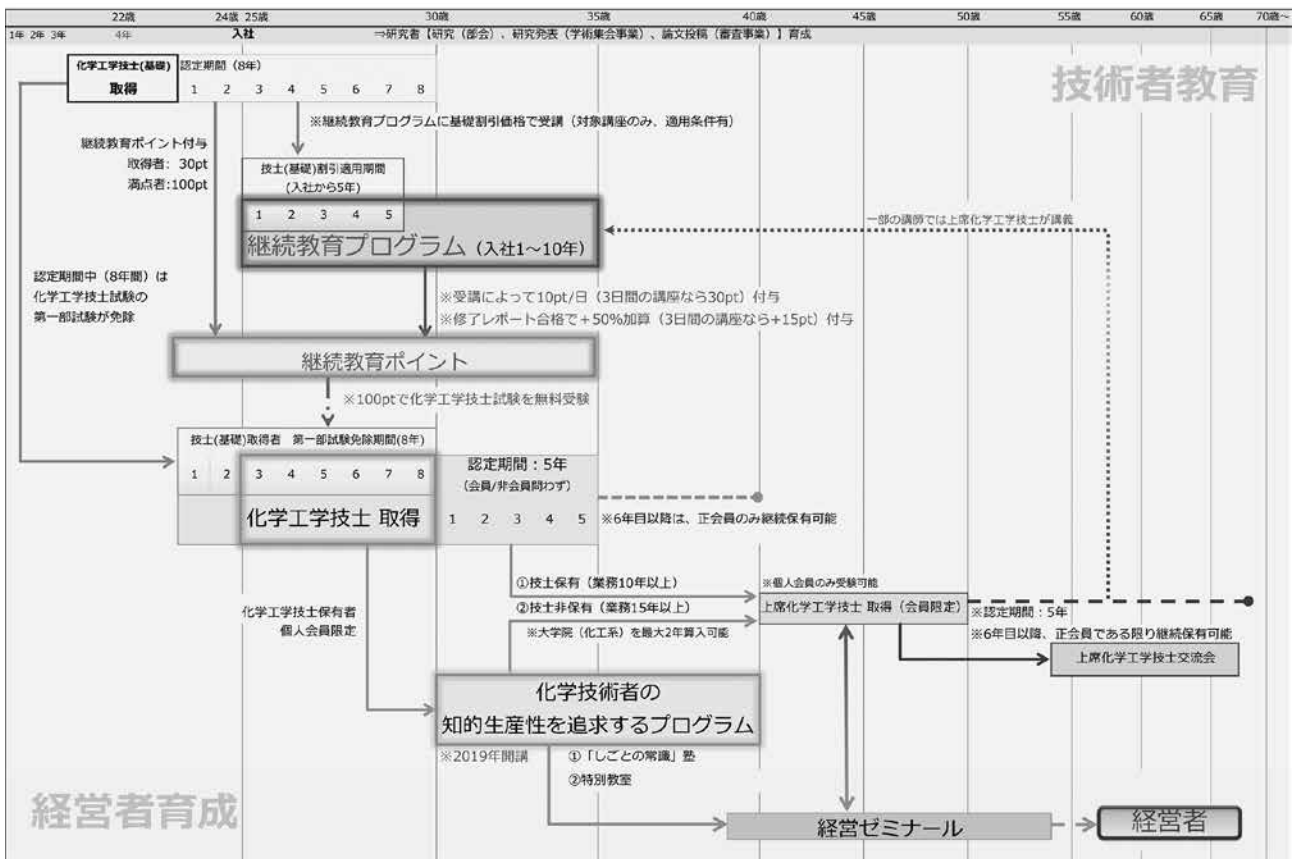 22歳 24歳 25歳 30歳 35歳 40歳 45歳 50歳 55歳 60歳 65歳 70歳~
1年 2年 3年 4年 入社 ⇒研究者【研究（部会）、研究発表（学術集会事業）、論文投稿（審査事業）】育成
技術者教育
化学工学技士(基礎)
取得
認定期間（8年）
1 2 3 4 5 6 7 8
※継続教育プログラムに基礎割引価格で受講（対象講座のみ、適用条件有）
継続教育ポイント付与
取得者: 30pt
満点者:100pt
技士(基礎)割引適用期間
(入社から5年)
1 2 3 4 5
継続教育プログラム（入社1～10年）
一部の講師では上席化学工学技士が講義
認定期間中（8年間）は
化学工学技士試験の
第一部試験が免除
※受講によって10pt/日（3日間の講座なら30pt）付与
※修了レポート合格で＋50%加算（3日間の講座なら+15pt）付与
継続教育ポイント
※100ptで化学工学技士試験を無料受験
技士(基礎)取得者 第一部試験免除期間(8年)
1 2 3 4 5 6 7 8
化学工学技士 取得
認定期間：5年
(会員/非会員問わず)
1 2 3 4 5
※6年目以降は、正会員のみ継続保有可能
化学工学技士保有者
個人会員限定
①技士保有（業務10年以上）
②技士非保有（業務15年以上）
※大学院（化工系）を最大2年算入可能
※個人会員のみ受験可能
上席化学工学技士 取得（会員限定）
※認定期間：5年
※6年目以降、正会員である限り継続保有可能
上席化学工学技士交流会
化学技術者の
知的生産性を追求するプログラム
※2019年開講
①「しごとの常識」塾
②特別教室
経営者育成
経営ゼミナール
経営者